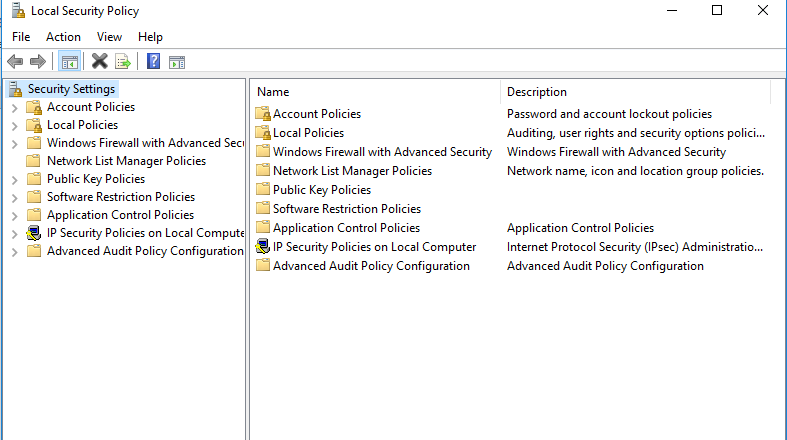 Local Security Policy
File Action View Help
Security Settings
Account Policies
Local Policies
Windows Firewall with Advanced Secu
Network List Manager Policies
Public Key Policies
Software Restriction Policies
Application Control Policies
IP Security Policies on Local Compute
Advanced Audit Policy Configuration
Name Description
Account Policies Password and account lockout policies
Local Policies Auditing, user rights and security options polici...
Windows Firewall with Advanced Security Windows Firewall with Advanced Security
Network List Manager Policies Network name, icon and location group policies.
Public Key Policies
Software Restriction Policies
Application Control Policies Application Control Policies
IP Security Policies on Local Computer Internet Protocol Security (IPsec) Administratio...
Advanced Audit Policy Configuration Advanced Audit Policy Configuration